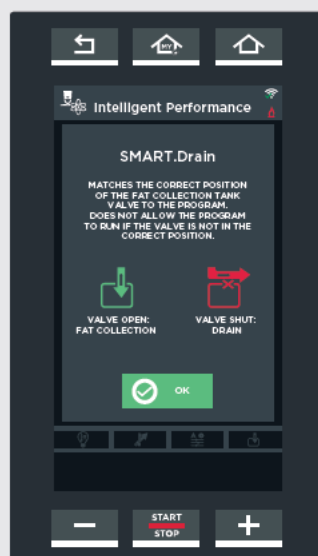 MY
Intelligent Performance
SMART.Drain
MATCHES THE CORRECT POSITION
OF THE FAT COLLECTION TANK
VALVE TO THE PROGRAM.
DOES NOT ALLOW THE PROGRAM
TO RUN IF THE VALVE IS NOT IN THE
CORRECT POSITION.
VALVE OPEN:
FAT COLLECTION
VALVE SHUT:
DRAIN
OK
START
STOP